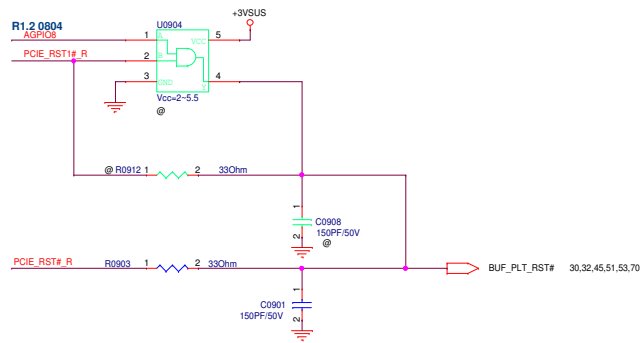 +3VSUS
R1.2 0804
U0904
AGPIO8
1
A
VCC
5
PCIE_RST1#_R
2
B
3
GND
Y
4
Vcc=2~5.5
@
@ R0912 1
2
33Ohm
1
C0908
150PF/50V
2
@
PCIE_RST#_R
R0903
1
2
33Ohm
BUF_PLT_RST#
30,32,45,51,53,70
1
C0901
150PF/50V
2